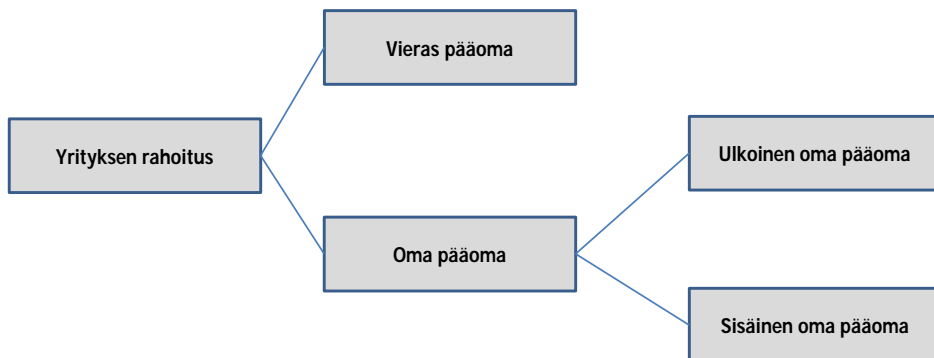 Vieras pääoma
Yrityksen rahoitus
Ulkoinen oma pääoma
Oma pääoma
Sisäinen oma pääoma